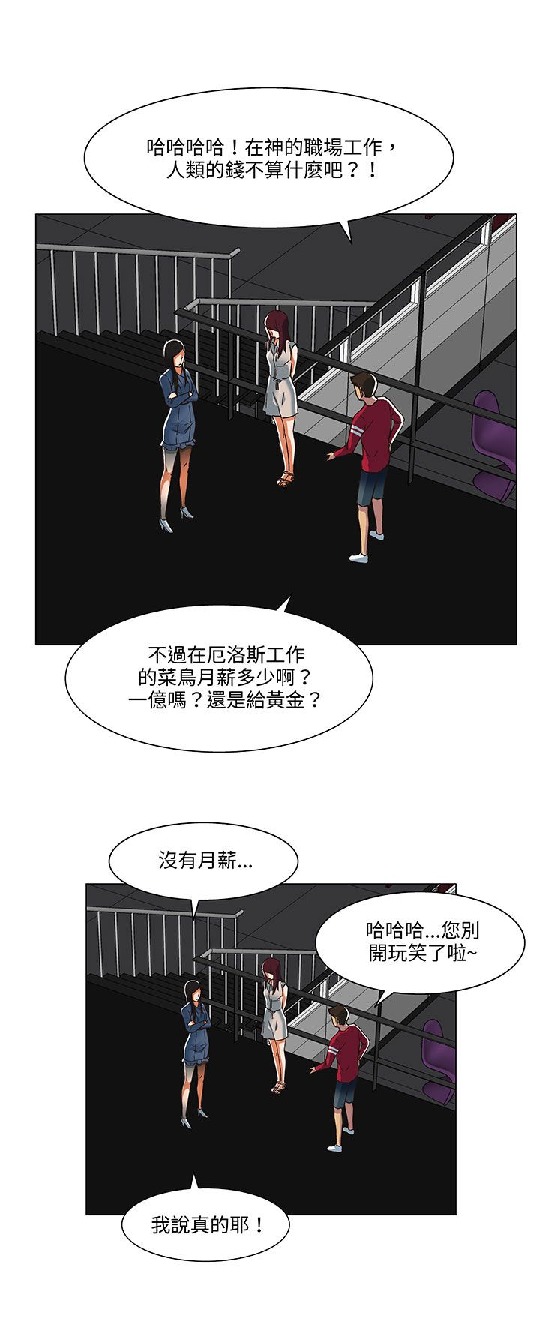 哈哈哈哈！在神的職場工作，
人類的錢不算什麼吧？！
不過在厄洛斯工作
的菜鳥月薪多少啊？
一億嗎？還是給黃金？
沒有月薪...
哈哈哈...您別
開玩笑了啦~
我說真的耶！